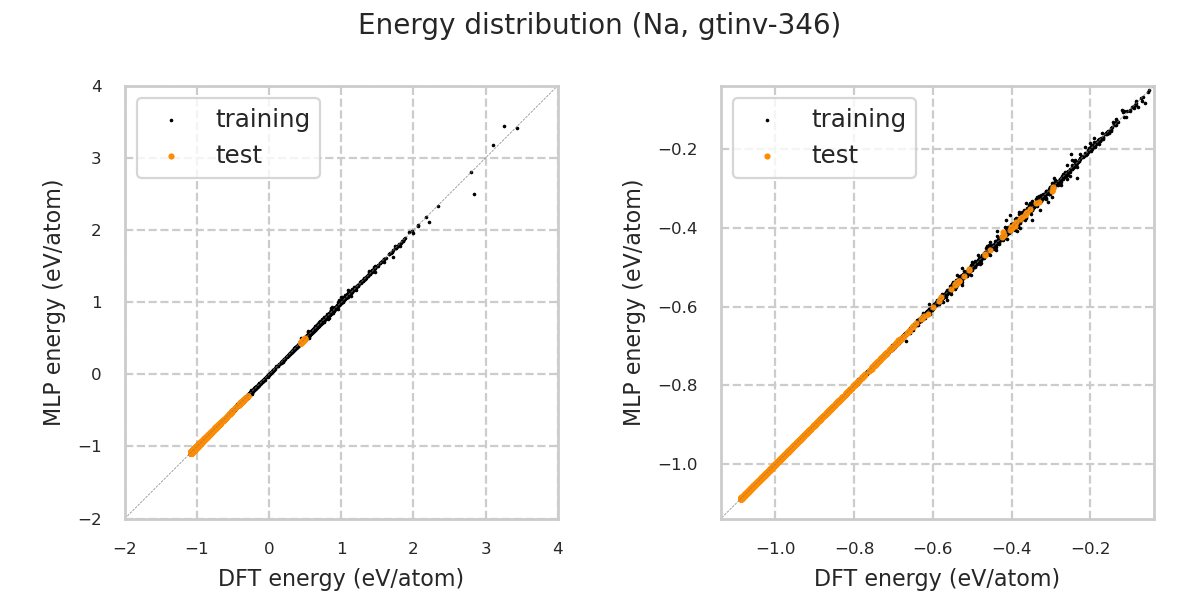 Energy distribution (Na, gtinv-346)
training
test
4
3
2
1
0
−1
−2
−2
−1
0
1
2
3
4
MLP energy (eV/atom)
DFT energy (eV/atom)
training
test
−0.2
−0.4
−0.6
−0.8
−1.0
−1.0
−0.8
−0.6
−0.4
−0.2
MLP energy (eV/atom)
DFT energy (eV/atom)